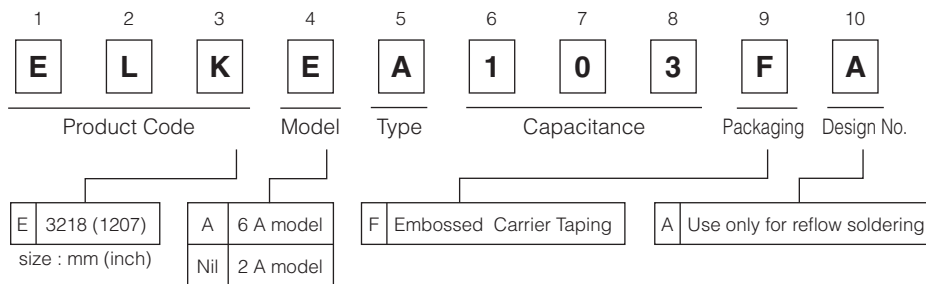 1 2 3 4 5 6 7 8 9 10
E L K E A 1 0 3 F A
Product Code Model Type Capacitance Packaging Design No.
E 3218 (1207)
size : mm (inch)
A 6 A model
Nil 2 A model
F Embossed Carrier Taping
A Use only for reflow soldering